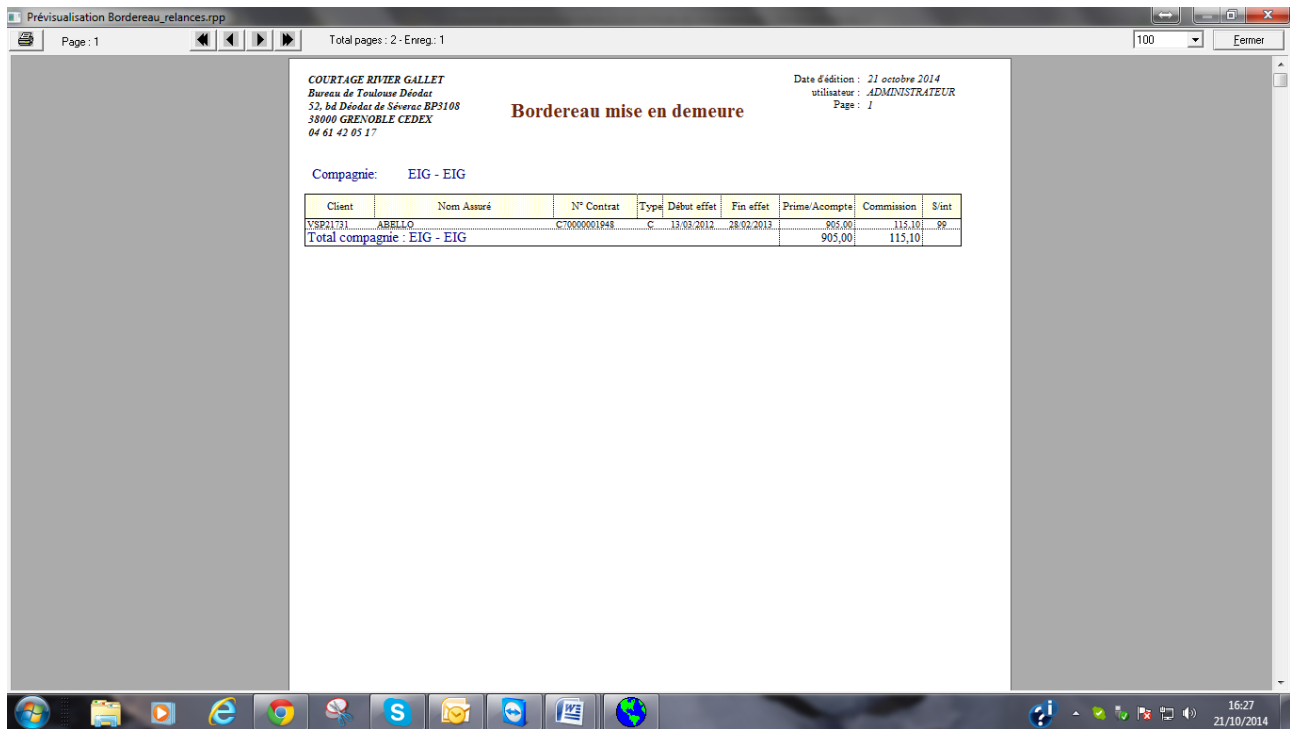 Prévisualisation Bordereau_relances.rpp
Page : 1 Total pages : 2 - Enreg.: 1 100 Fermer
COURTAGE RIVIER GALLET
Bureau de Toulouse Déodat
52, bd Déodat de Séverac BP3108
38000 GRENOBLE CEDEX
04 61 42 05 17
Bordereau mise en demeure
Date d'édition : 21 octobre 2014
utilisateur : ADMINISTRATEUR
Page : 1
Compagnie: EIG - EIG
Client Nom Assuré N° Contrat Type Début effet Fin effet Prime/Acompte Commission S/int
VSP21731 ABELLO C70000001948 C 13/03/2012 28/02/2013 905,00 115,10 99
Total compagnie : EIG - EIG 905,00 115,10
16:27
21/10/2014